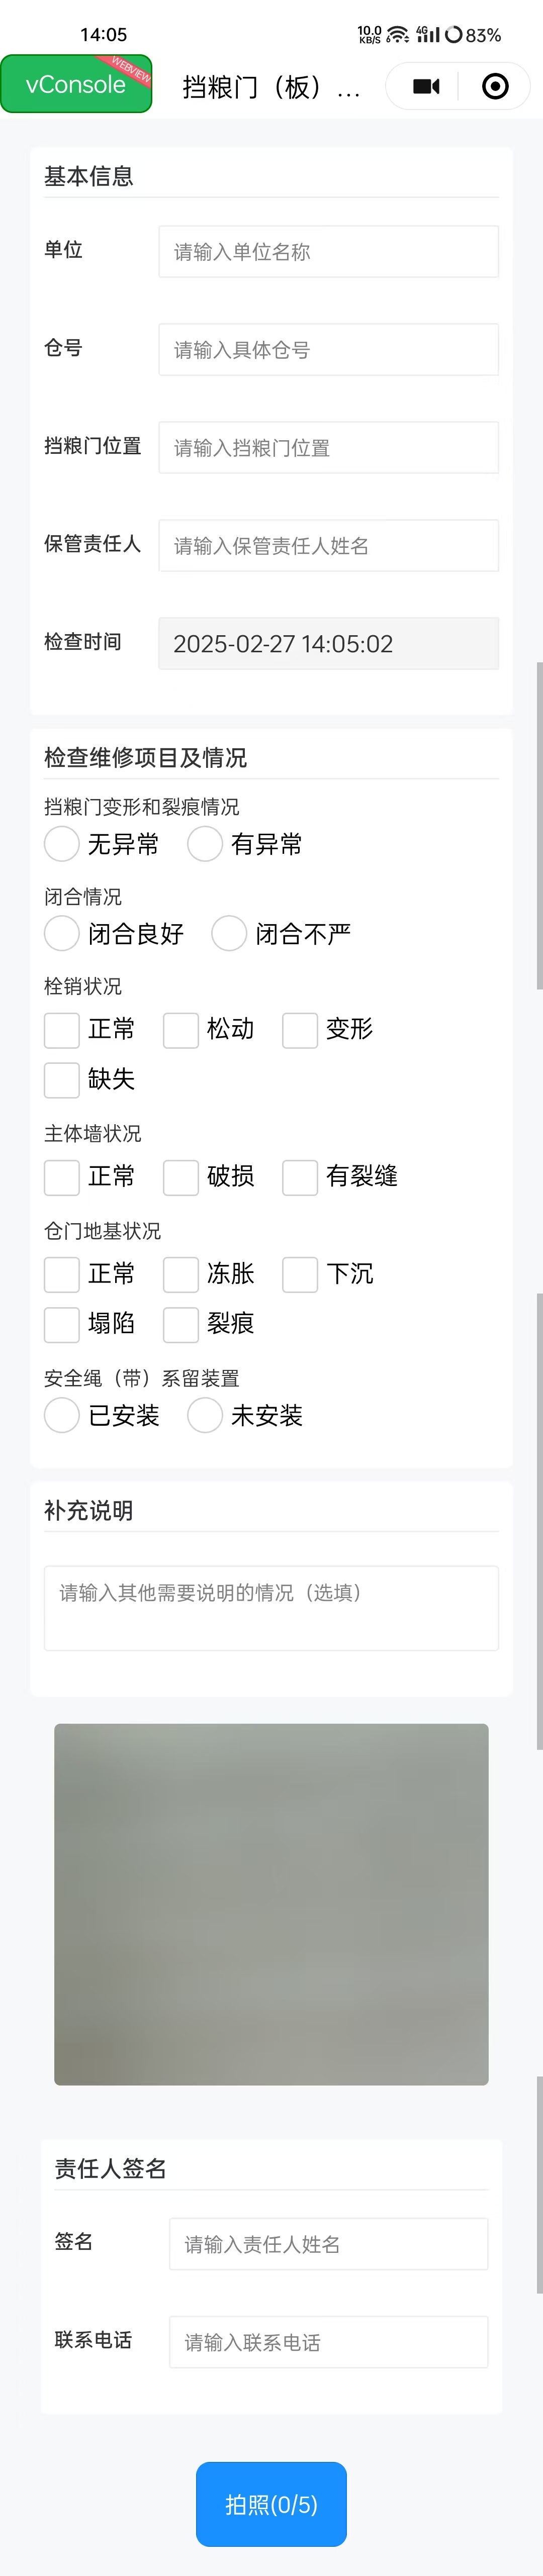 14:05 10.0 KB/S 6 4G 83%
vConsole WEBVIEW 挡粮门（板）...
基本信息
单位 请输入单位名称
仓号 请输入具体仓号
挡粮门位置 请输入挡粮门位置
保管责任人 请输入保管责任人姓名
检查时间 2025-02-27 14:05:02
检查维修项目及情况
挡粮门变形和裂痕情况
无异常 有异常
闭合情况
闭合良好 闭合不严
栓销状况
正常 松动 变形
缺失
主体墙状况
正常 破损 有裂缝
仓门地基状况
正常 冻胀 下沉
塌陷 裂痕
安全绳（带）系留装置
已安装 未安装
补充说明
请输入其他需要说明的情况（选填）
责任人签名
签名 请输入责任人姓名
联系电话 请输入联系电话
拍照(0/5)